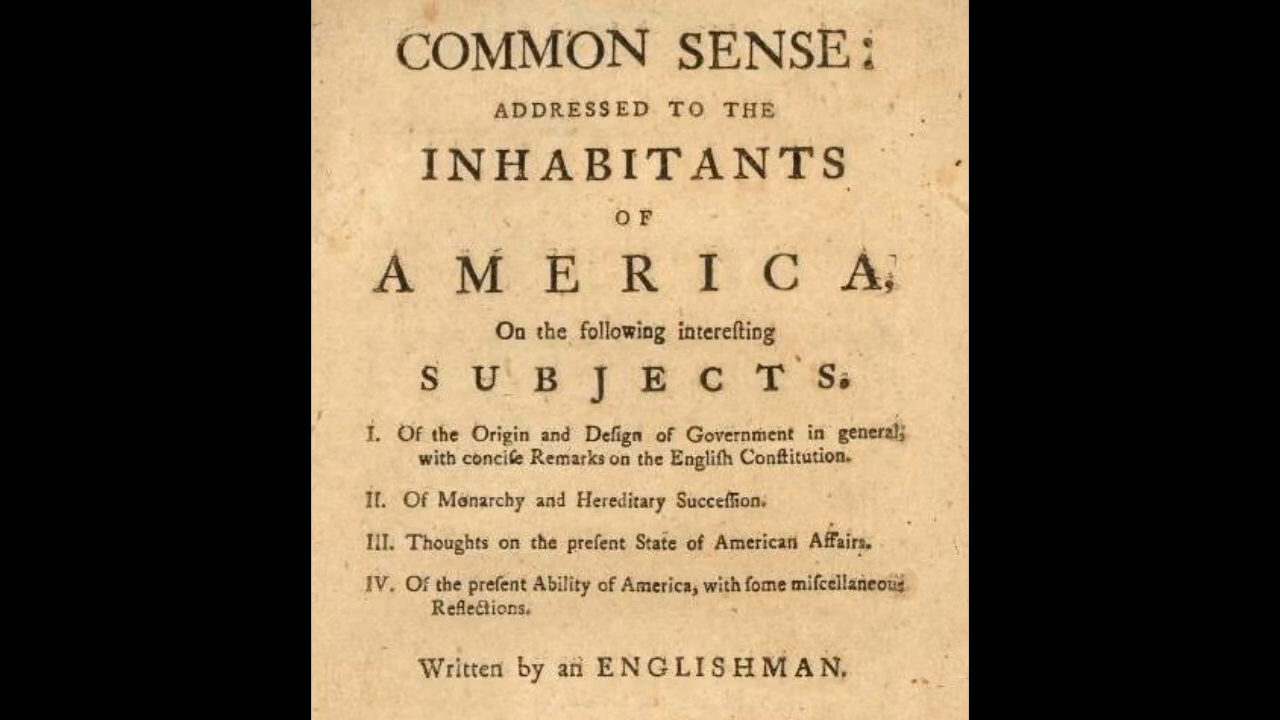 COMMON SENSE:
ADDRESSED TO THE
INHABITANTS
OF
AMERICA,
On the following intereſting
SUBJECTS.
I. Of the Origin and Deſign of Government in general;
with conciſe Remarks on the Engliſh Conſtitution.
II. Of Monarchy and Hereditary Succeſſion.
III. Thoughts on the preſent State of American Affairs.
IV. Of the preſent Ability of America, with ſome miſcellaneous
Reflections.
Written by an ENGLISHMAN.